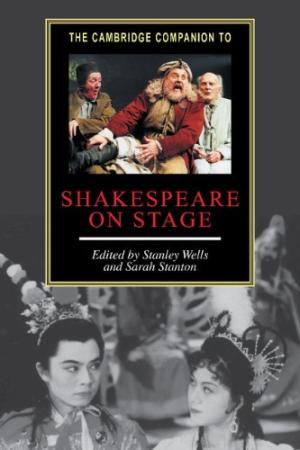 THE CAMBRIDGE COMPANION TO
SHAKESPEARE
ON STAGE
Edited by Stanley Wells
and Sarah Stanton